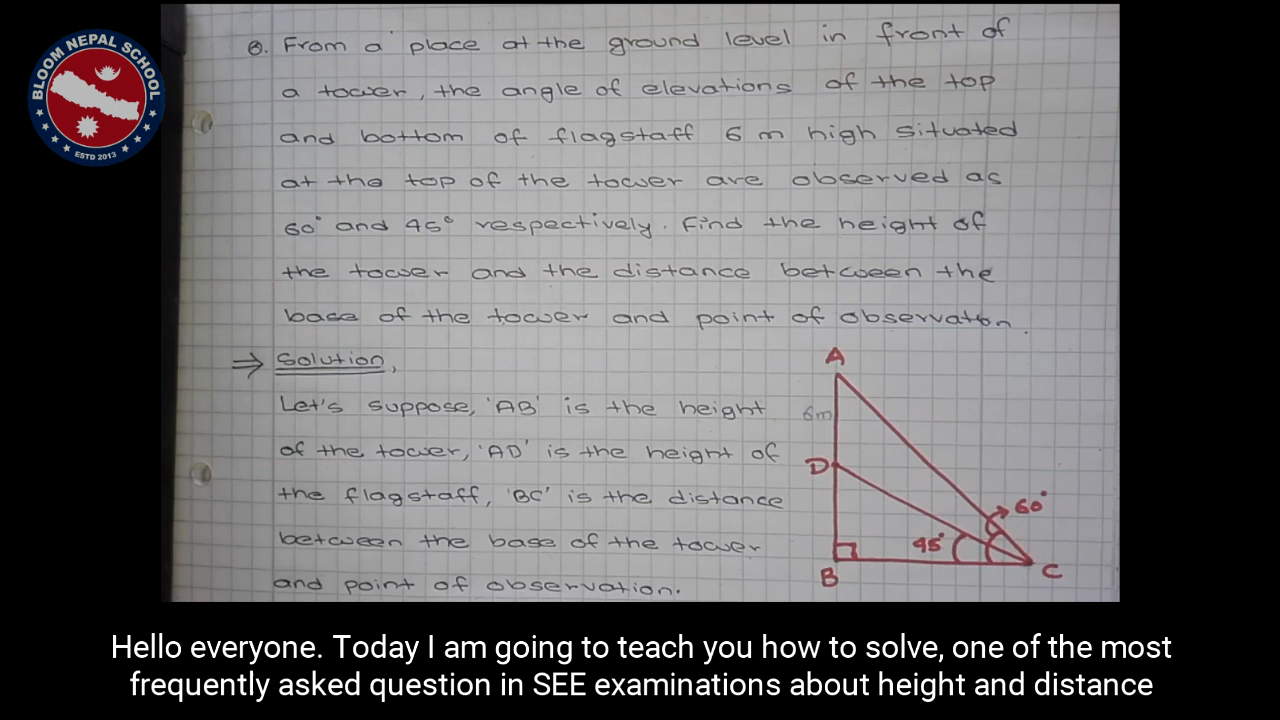 BLOOM NEPAL SCHOOL
ESTD 2013
Q. From a place at the ground level in front of
a tower, the angle of elevations of the top
and bottom of flagstaff 6 m high situated
at the top of the tower are observed as
60° and 45° respectively. Find the height of
the tower and the distance between the
base of the tower and point of observaton.
⇒ Solution,
Let's suppose, 'AB' is the height
of the tower, 'AD' is the height of
the flagstaff, 'BC' is the distance
between the base of the tower
and point of observation.
A
6m
D
60°
45°
B
C
Hello everyone. Today I am going to teach you how to solve, one of the most
frequently asked question in SEE examinations about height and distance